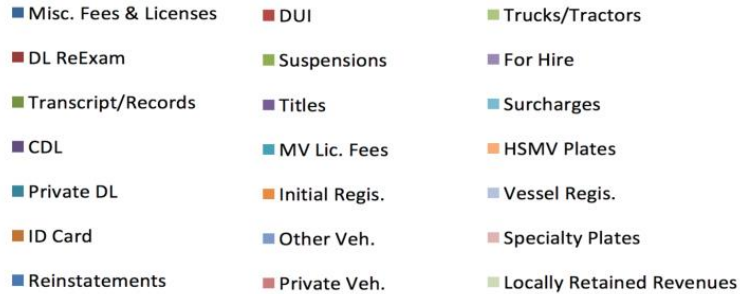 Misc. Fees & Licenses
DL ReExam
Transcript/Records
CDL
Private DL
ID Card
Reinstatements
DUI
Suspensions
Titles
MV Lic. Fees
Initial Regis.
Other Veh.
Private Veh.
Trucks/Tractors
For Hire
Surcharges
HSMV Plates
Vessel Regis.
Specialty Plates
Locally Retained Revenues